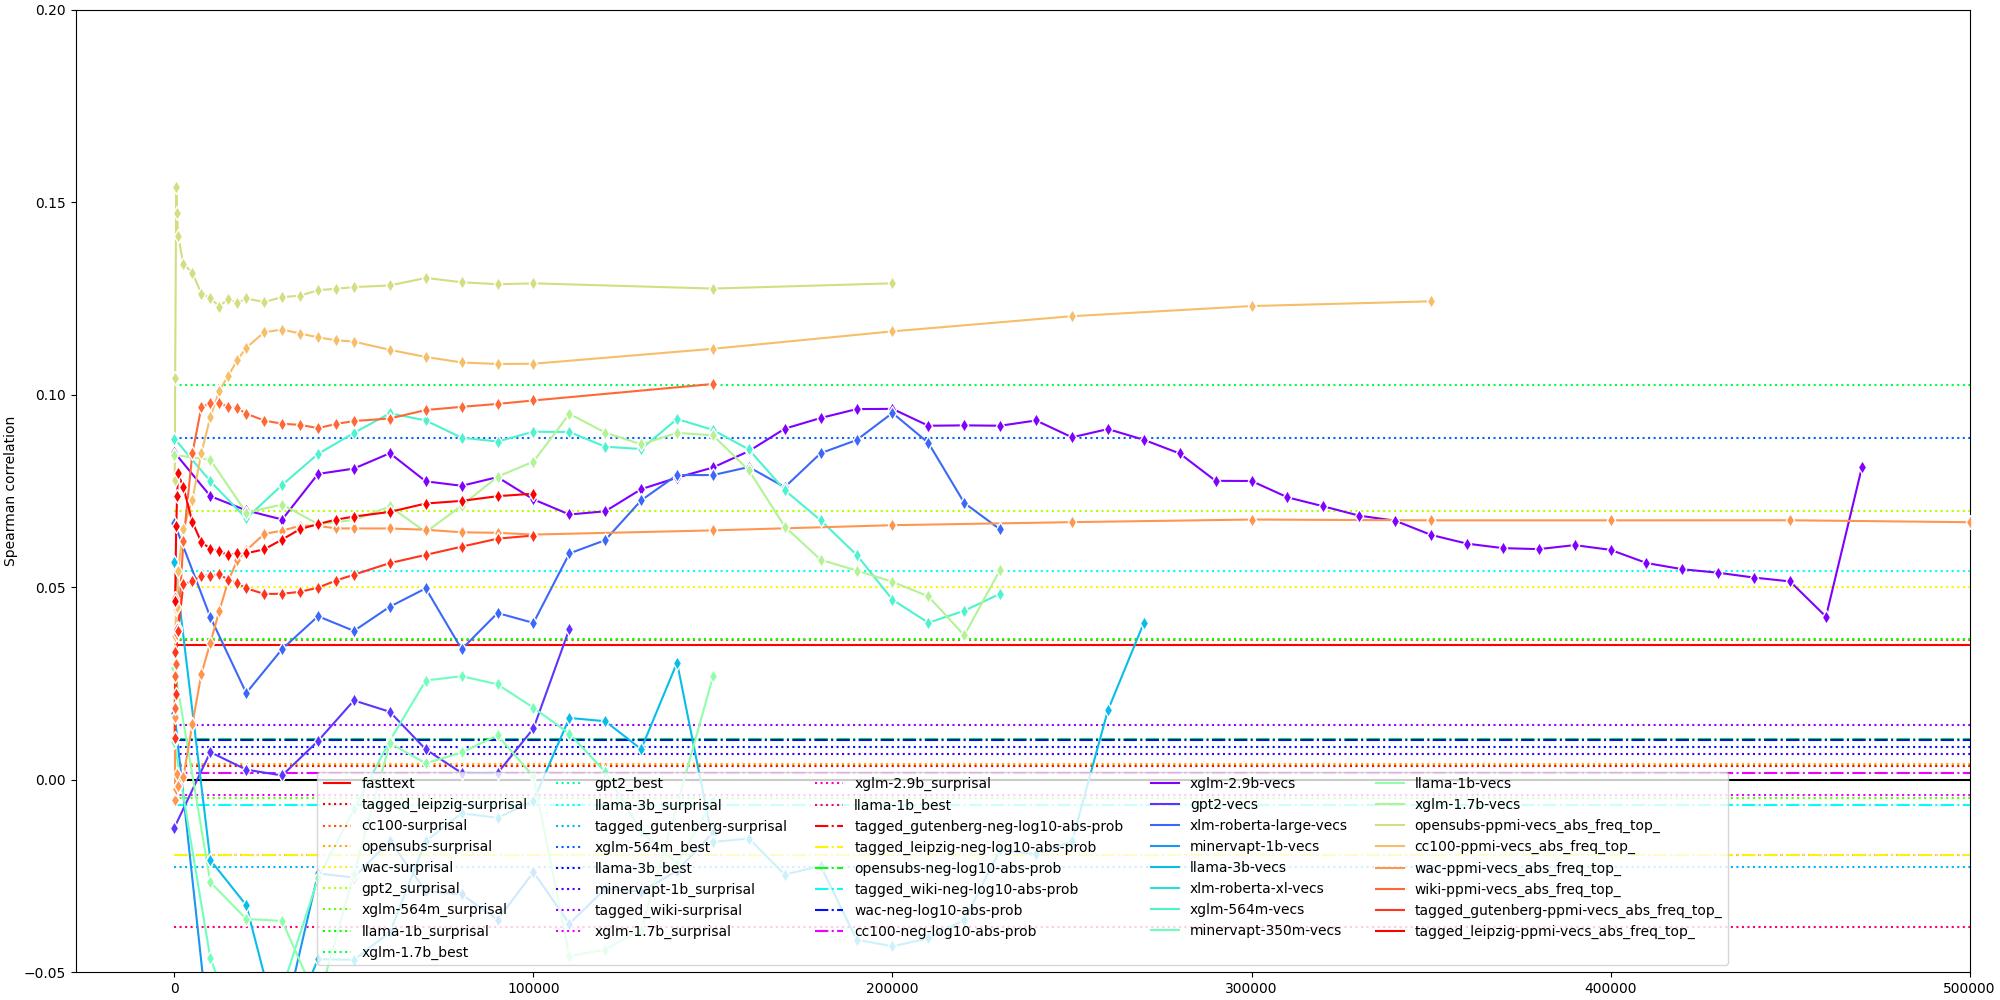 0.20
0.15
0.10
0.05
0.00
−0.05
Spearman correlation
0
100000
200000
300000
400000
500000
fasttext
tagged_leipzig-surprisal
cc100-surprisal
opensubs-surprisal
wac-surprisal
gpt2_surprisal
xglm-564m_surprisal
llama-1b_surprisal
xglm-1.7b_best
gpt2_best
llama-3b_surprisal
tagged_gutenberg-surprisal
xglm-564m_best
llama-3b_best
minervapt-1b_surprisal
tagged_wiki-surprisal
xglm-1.7b_surprisal
xglm-2.9b_surprisal
llama-1b_best
tagged_gutenberg-neg-log10-abs-prob
tagged_leipzig-neg-log10-abs-prob
opensubs-neg-log10-abs-prob
tagged_wiki-neg-log10-abs-prob
wac-neg-log10-abs-prob
cc100-neg-log10-abs-prob
xglm-2.9b-vecs
gpt2-vecs
xlm-roberta-large-vecs
minervapt-1b-vecs
llama-3b-vecs
xlm-roberta-xl-vecs
xglm-564m-vecs
minervapt-350m-vecs
llama-1b-vecs
xglm-1.7b-vecs
opensubs-ppmi-vecs_abs_freq_top_
cc100-ppmi-vecs_abs_freq_top_
wac-ppmi-vecs_abs_freq_top_
wiki-ppmi-vecs_abs_freq_top_
tagged_gutenberg-ppmi-vecs_abs_freq_top_
tagged_leipzig-ppmi-vecs_abs_freq_top_